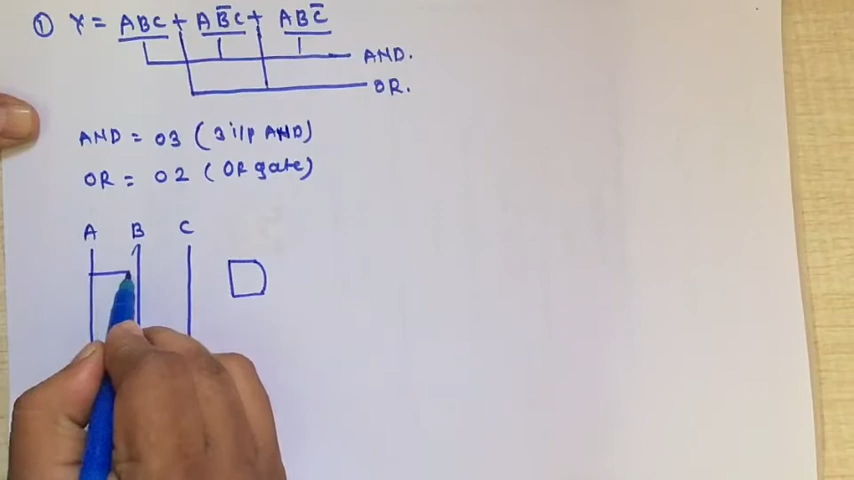 ① Y = ABC + AB̅C + ABC̅
AND.
OR.
AND = 03 (3 i/p AND)
OR = 02 (OR gate)
A B C